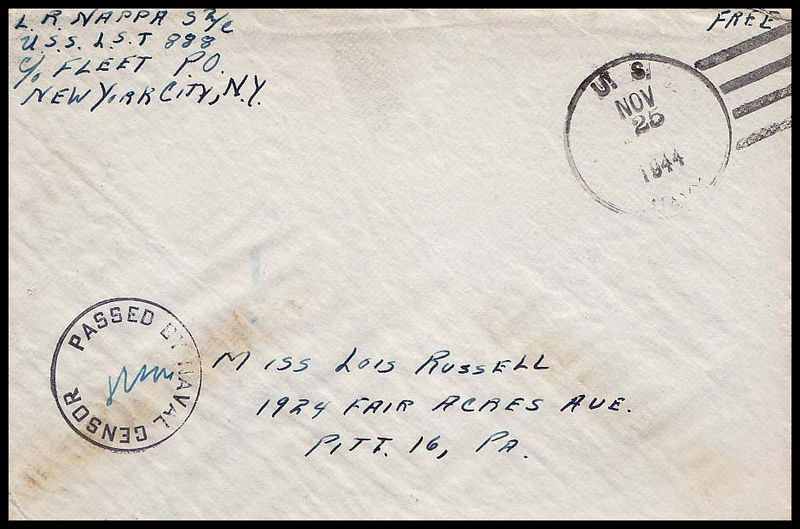 L. R. NAPPA S 2/c
U.S.S. L.S.T 888
c/o FLEET P.O.
NEW YORK CITY, N.Y.
FREE
U. S.
NOV
25
1944
NAVY
PASSED BY NAVAL CENSOR
MISS LOIS RUSSELL
1924 FAIR ACRES AVE.
PITT. 16, PA.